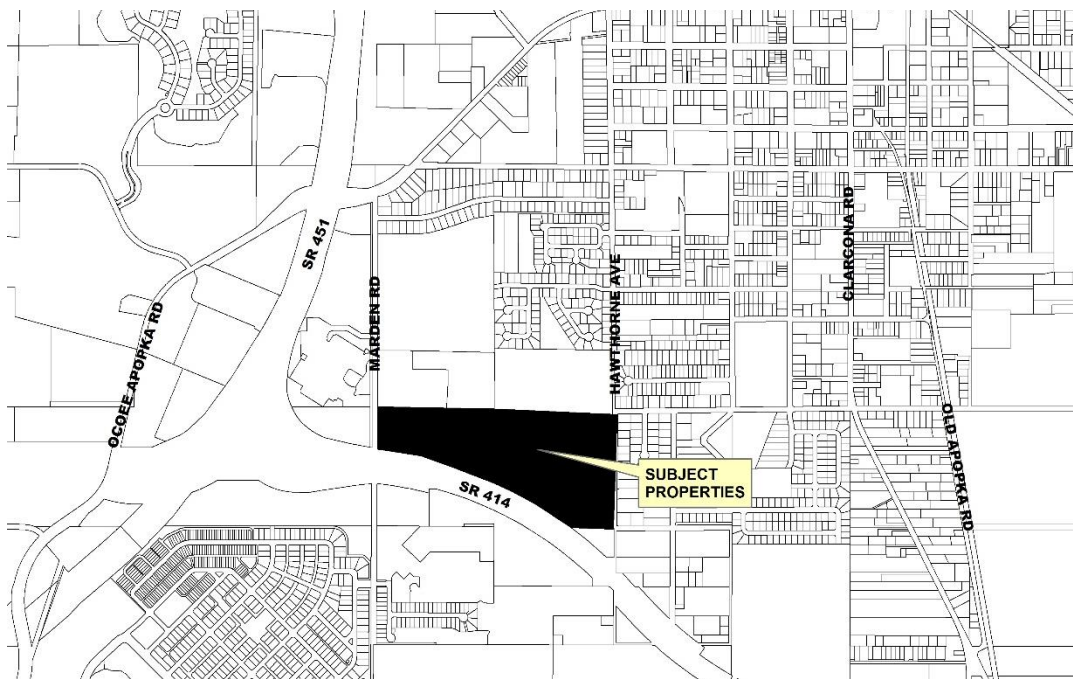 SR 451
MARDEN RD
OCOEE APOPKA RD
HAWTHORNE AVE
CLARCONA RD
OLD APOPKA RD
SR 414
SUBJECT
PROPERTIES